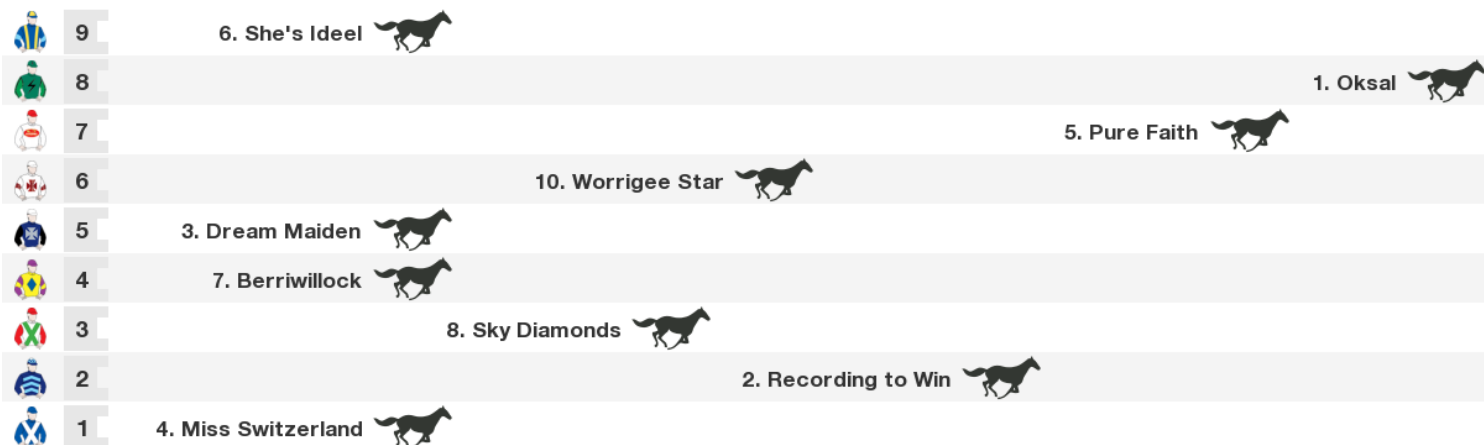 9 6. She's Ideel
8 1. Oksal
7 5. Pure Faith
6 10. Worrigee Star
5 3. Dream Maiden
4 7. Berriwillock
3 8. Sky Diamonds
2 2. Recording to Win
1 4. Miss Switzerland